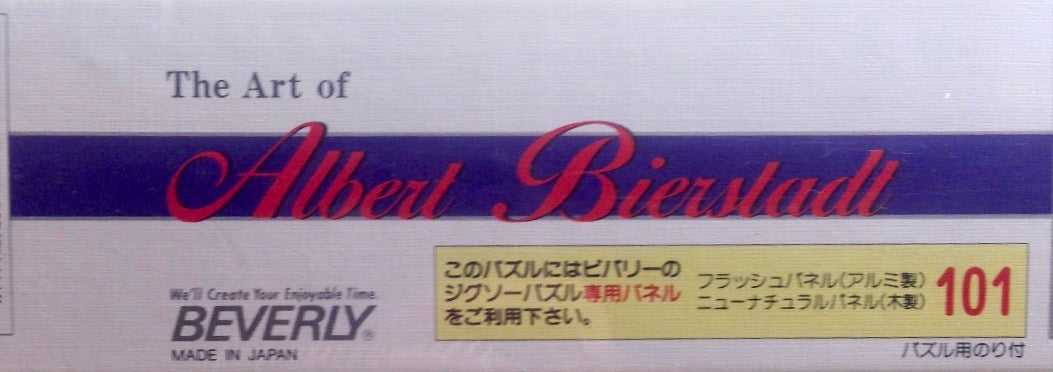 The Art of
Albert Bierstadt
このパズルにはビバリーの
ジグソーパズル専用パネル
をご利用下さい。
フラッシュパネル(アルミ製)
ニューナチュラルパネル(木製)
101
We'll Create Your Enjoyable Time.
BEVERLY®
MADE IN JAPAN
パズル用のり付